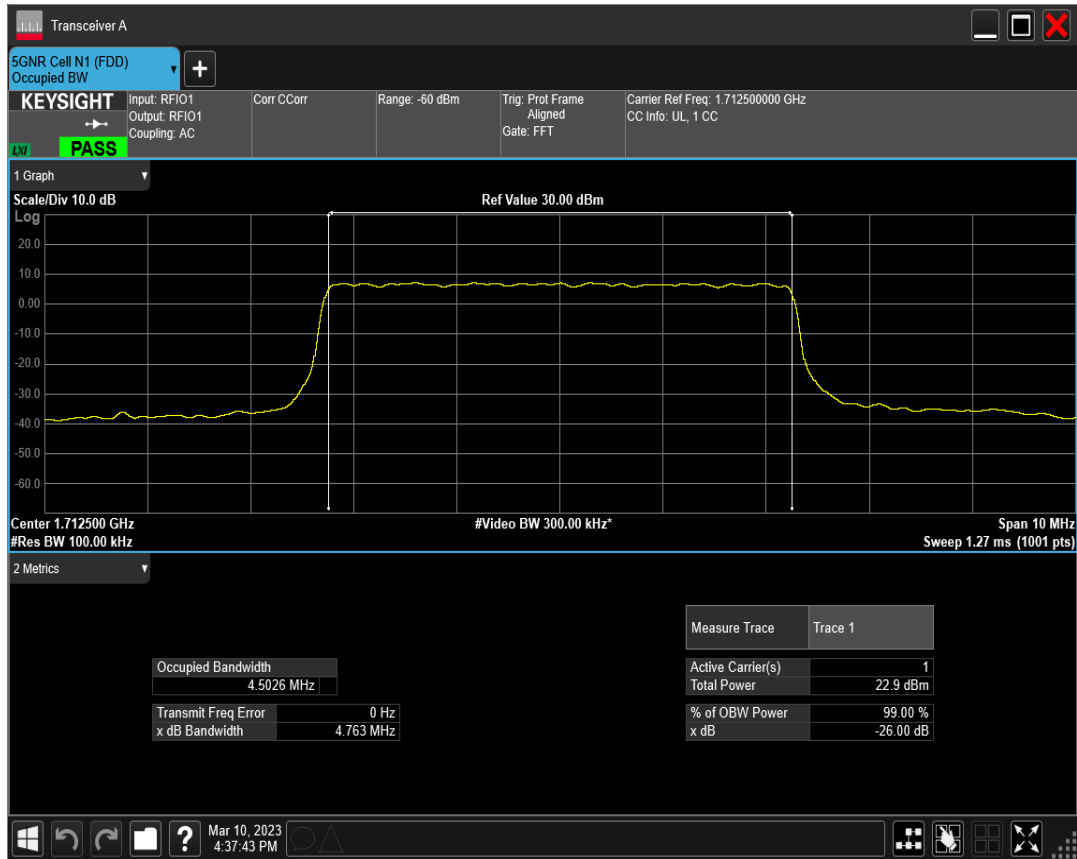 Transceiver A
5GNR Cell N1 (FDD)
Occupied BW
KEYSIGHT
LXI
PASS
Input: RFIO1
Output: RFIO1
Coupling: AC
Corr CCorr
Range: -60 dBm
Trig: Prot Frame
Aligned
Gate: FFT
Carrier Ref Freq: 1.712500000 GHz
CC Info: UL, 1 CC
1 Graph
Scale/Div 10.0 dB
Ref Value 30.00 dBm
Log
20.0
10.0
0.00
-10.0
-20.0
-30.0
-40.0
-50.0
-60.0
Center 1.712500 GHz
#Video BW 300.00 kHz*
Span 10 MHz
#Res BW 100.00 kHz
Sweep 1.27 ms (1001 pts)
2 Metrics
Measure Trace Trace 1
Occupied Bandwidth
4.5026 MHz
Transmit Freq Error 0 Hz
x dB Bandwidth 4.763 MHz
Active Carrier(s) 1
Total Power 22.9 dBm
% of OBW Power 99.00 %
x dB -26.00 dB
?
Mar 10, 2023
4:37:43 PM